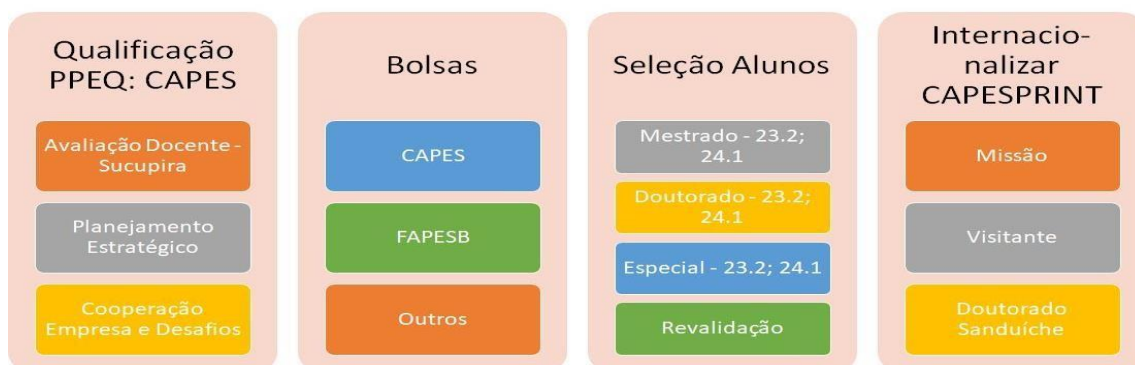 Qualificação
PPEQ: CAPES
Avaliação Docente -
Sucupira
Planejamento
Estratégico
Cooperação
Empresa e Desafios
Bolsas
CAPES
FAPESB
Outros
Seleção Alunos
Mestrado - 23.2;
24.1
Doutorado - 23.2;
24.1
Especial - 23.2; 24.1
Revalidação
Internacio-
nalizar
CAPESPRINT
Missão
Visitante
Doutorado
Sanduíche